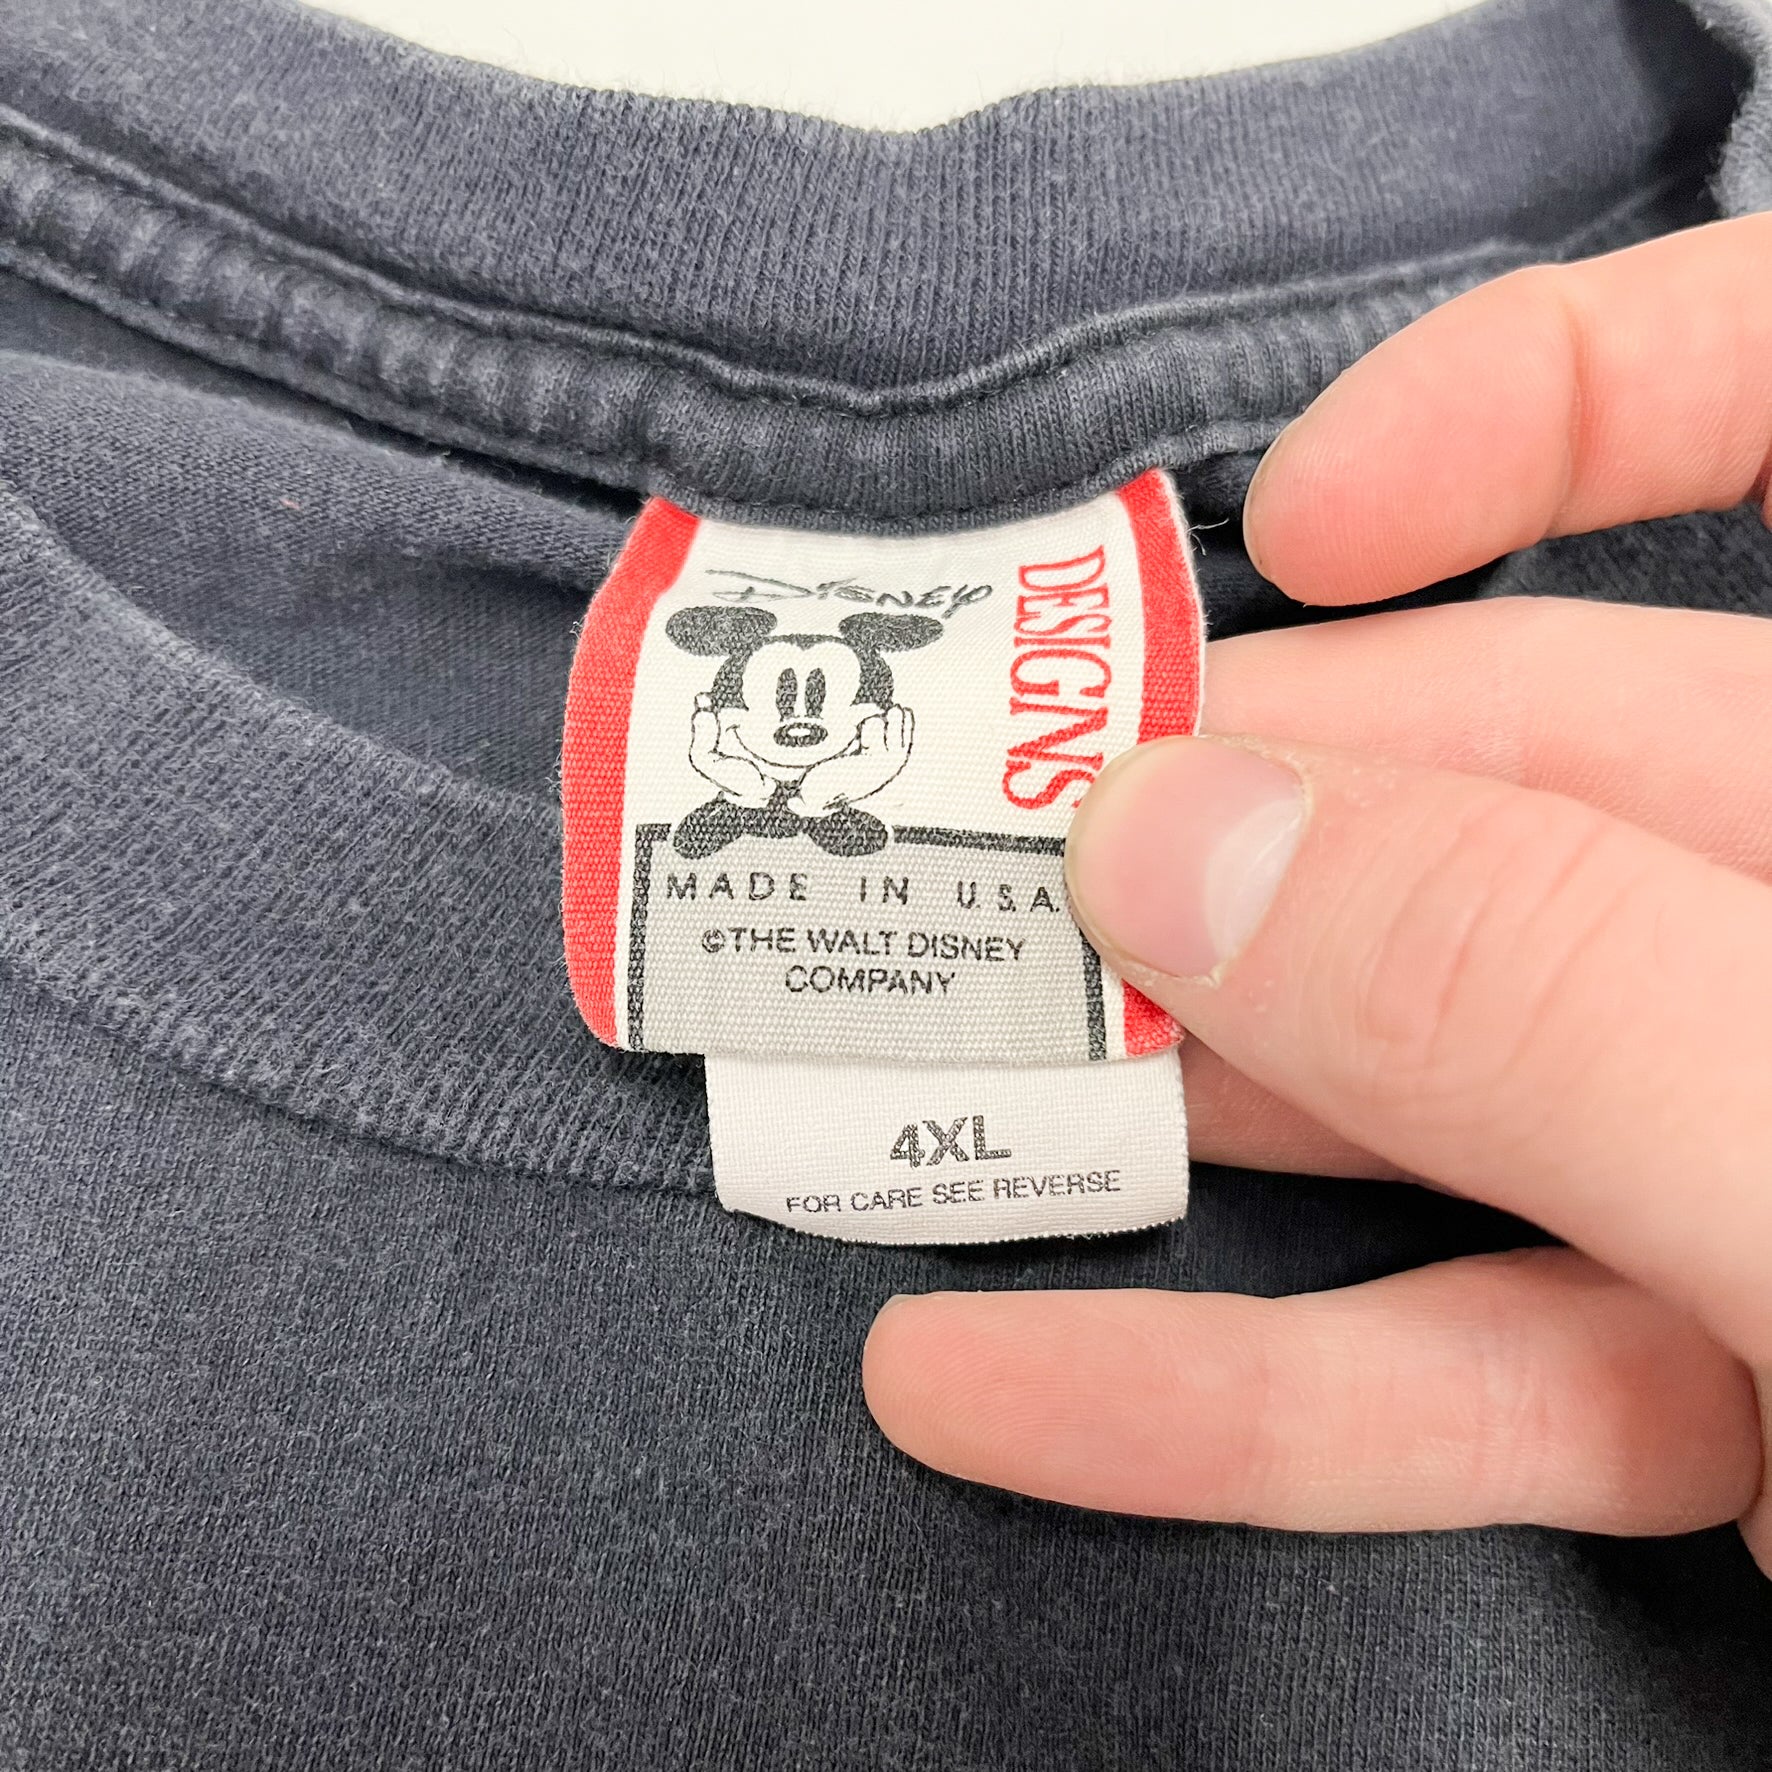 DISNEY
DESIGNS
MADE IN U.S.A.
©THE WALT DISNEY
COMPANY
4XL
FOR CARE SEE REVERSE